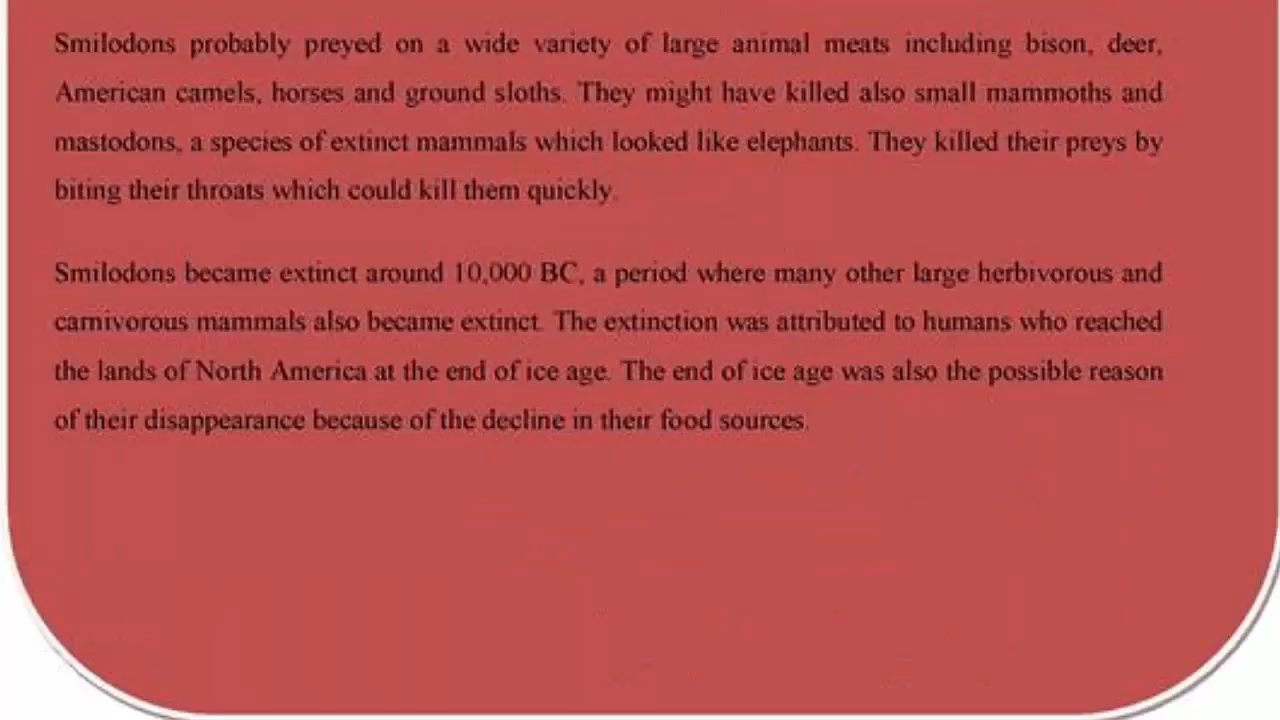 Smilodons probably preyed on a wide variety of large animal meats including bison, deer,
American camels, horses and ground sloths. They might have killed also small mammoths and
mastodons, a species of extinct mammals which looked like elephants. They killed their preys by
biting their throats which could kill them quickly.
Smilodons became extinct around 10,000 BC, a period where many other large herbivorous and
carnivorous mammals also became extinct. The extinction was attributed to humans who reached
the lands of North America at the end of ice age. The end of ice age was also the possible reason
of their disappearance because of the decline in their food sources.